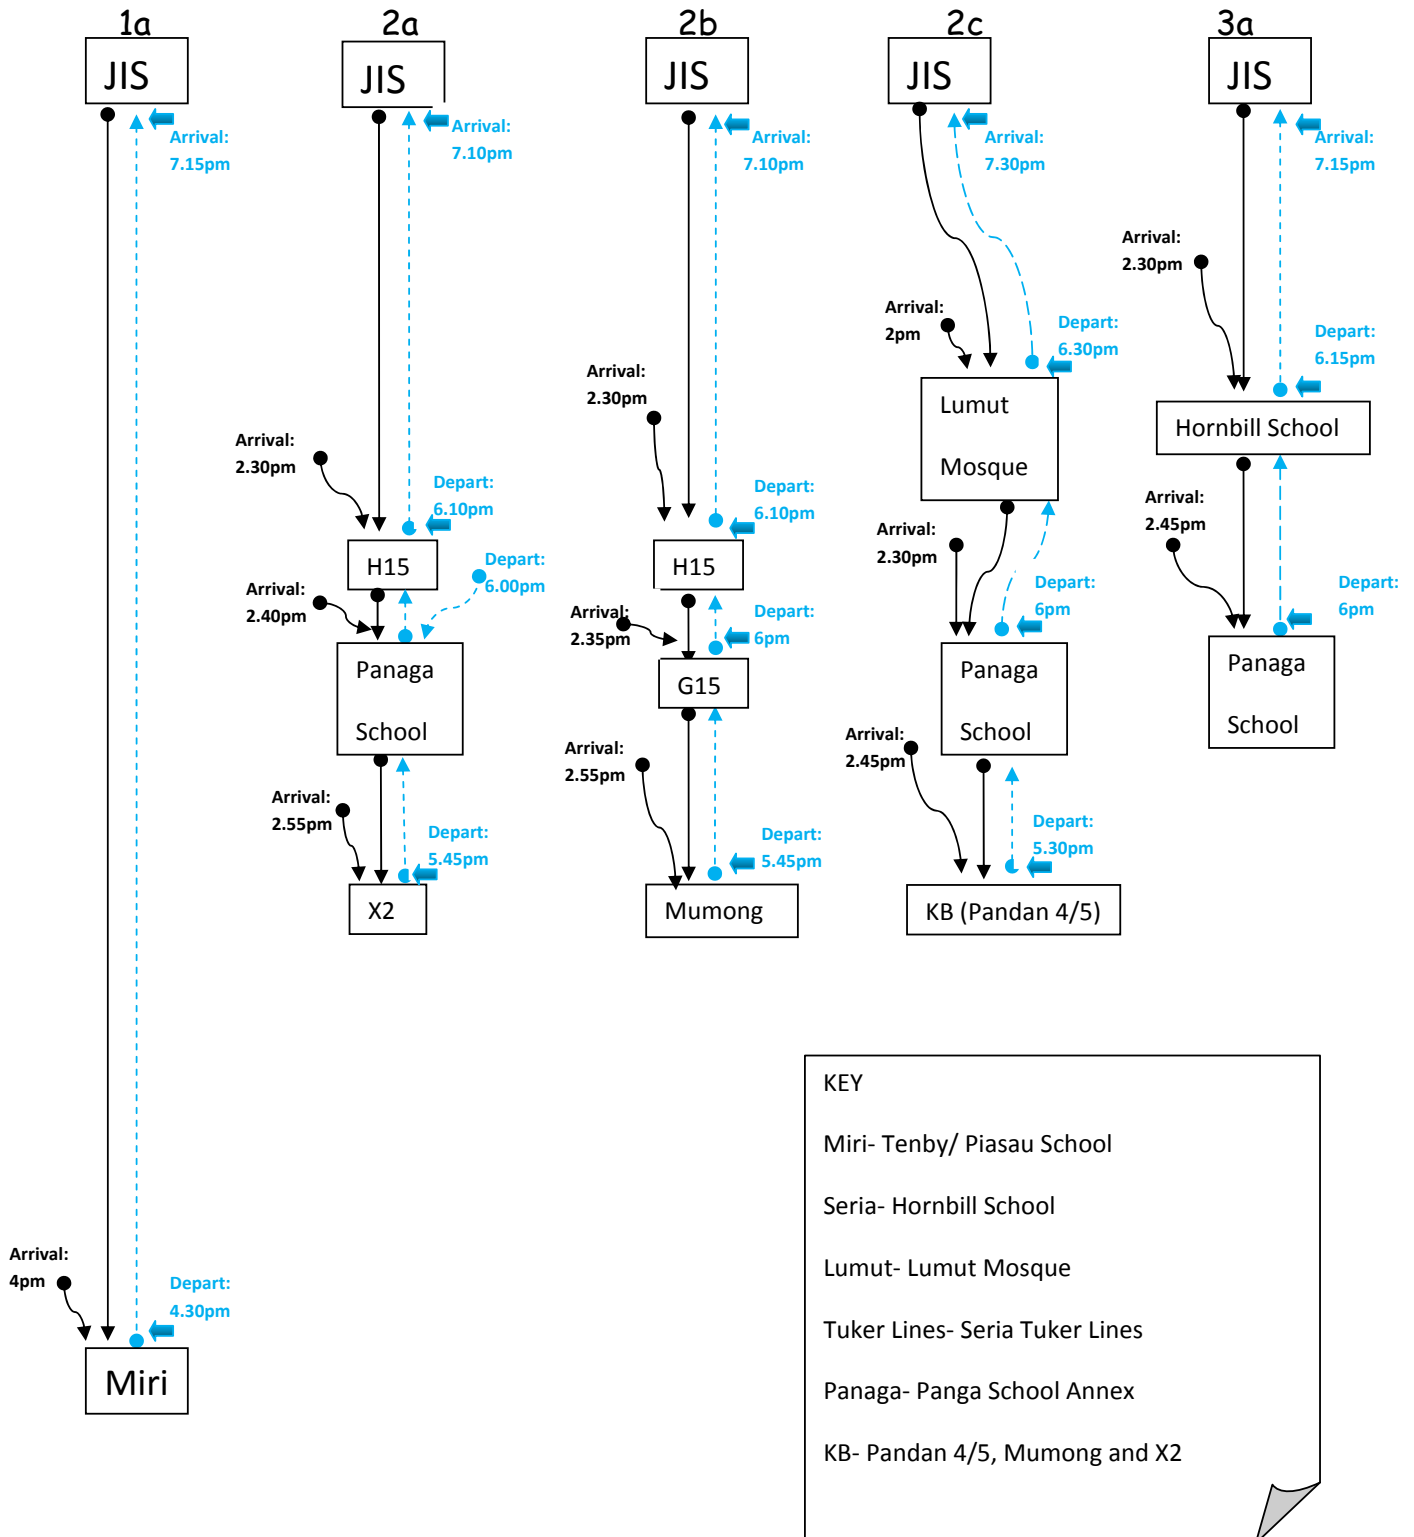 1a
JIS
Arrival:
7.15pm
Arrival:
4pm
Depart:
4.30pm
Miri
2a
JIS
Arrival:
7.10pm
Arrival:
2.30pm
Depart:
6.10pm
H15
Depart:
6.00pm
Arrival:
2.40pm
Panaga
School
Arrival:
2.55pm
Depart:
5.45pm
X2
2b
JIS
Arrival:
7.10pm
Arrival:
2.30pm
Depart:
6.10pm
H15
Arrival:
2.35pm
Depart:
6pm
G15
Arrival:
2.55pm
Depart:
5.45pm
Mumong
2c
JIS
Arrival:
7.30pm
Arrival:
2pm
Depart:
6.30pm
Lumut
Mosque
Arrival:
2.30pm
Depart:
6pm
Panaga
School
Arrival:
2.45pm
Depart:
5.30pm
KB (Pandan 4/5)
3a
JIS
Arrival:
7.15pm
Arrival:
2.30pm
Depart:
6.15pm
Hornbill School
Arrival:
2.45pm
Depart:
6pm
Panaga
School
KEY
Miri- Tenby/ Piasau School
Seria- Hornbill School
Lumut- Lumut Mosque
Tuker Lines- Seria Tuker Lines
Panaga- Panga School Annex
KB- Pandan 4/5, Mumong and X2